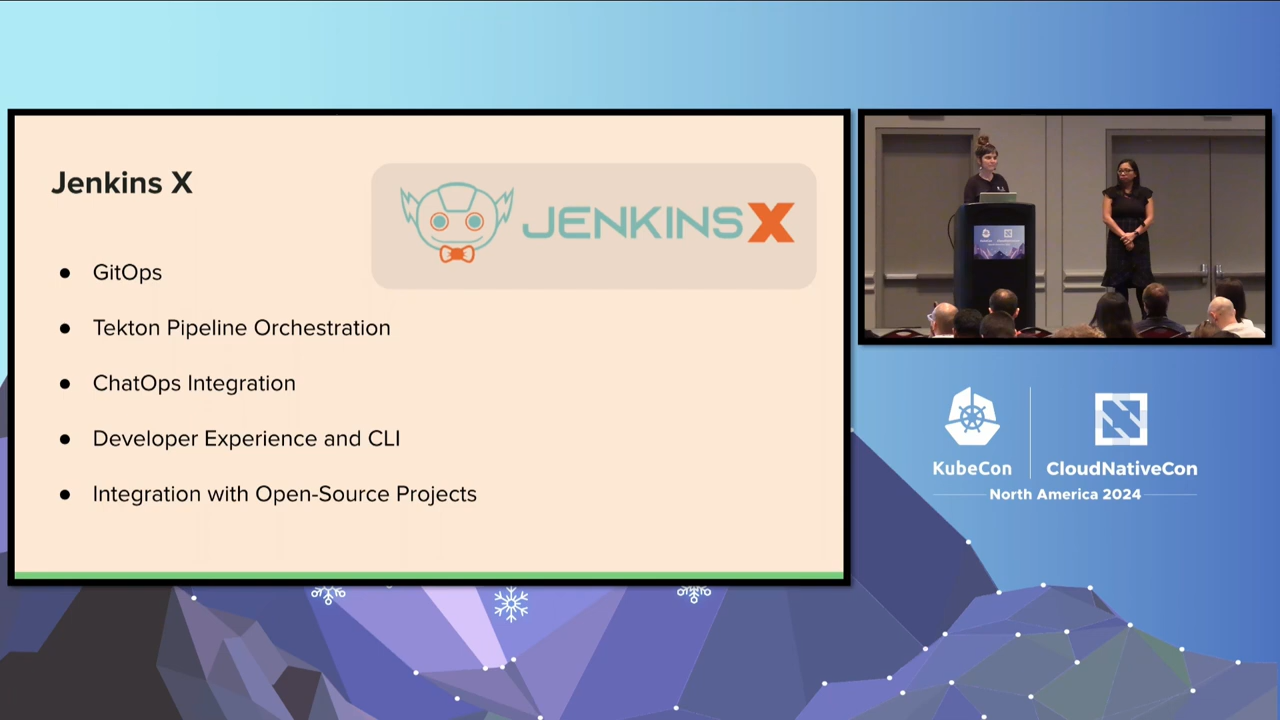 Jenkins X
JENKINS X
GitOps
Tekton Pipeline Orchestration
ChatOps Integration
Developer Experience and CLI
Integration with Open-Source Projects
KubeCon
CloudNativeCon
North America 2024